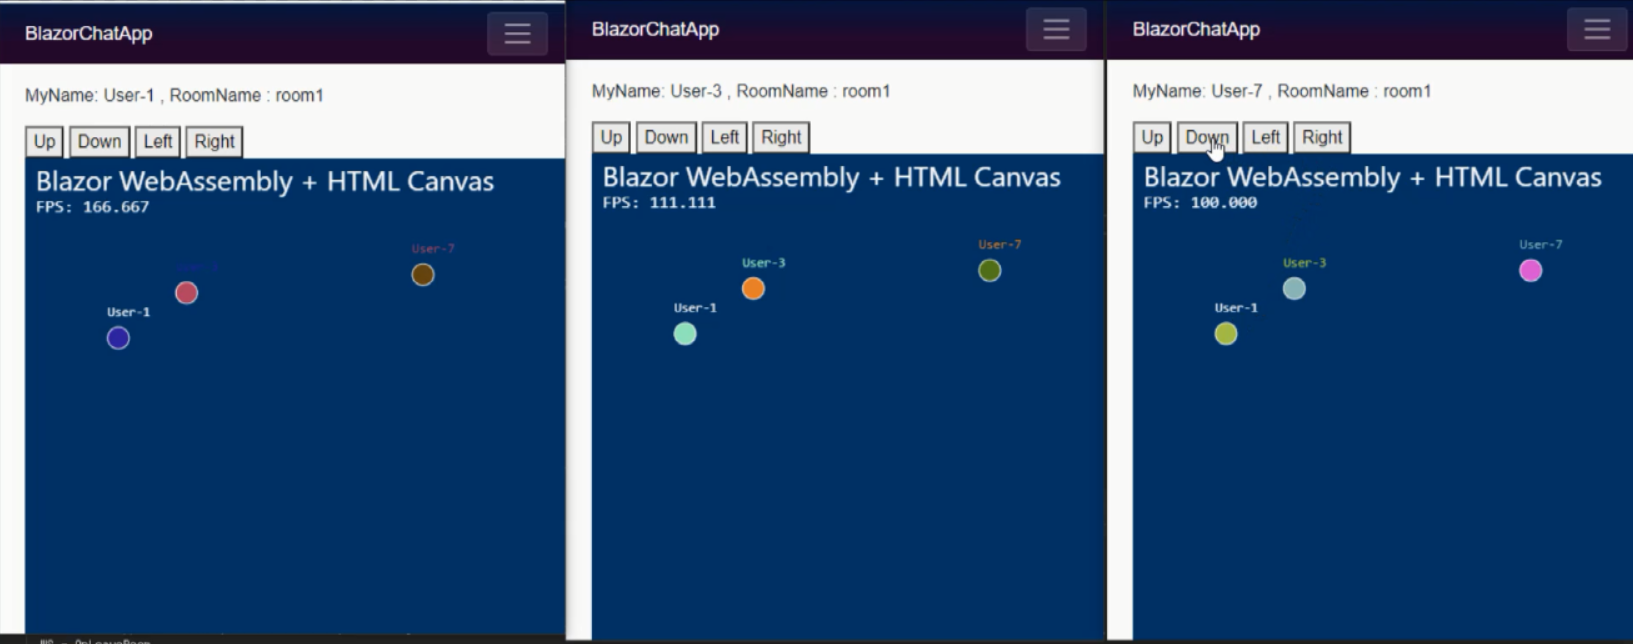 BlazorChatApp
MyName: User-1 , RoomName : room1
Up Down Left Right
Blazor WebAssembly + HTML Canvas
FPS: 166.667
User-7
User-1
BlazorChatApp
MyName: User-3 , RoomName : room1
Up Down Left Right
Blazor WebAssembly + HTML Canvas
FPS: 111.111
User-7
User-3
User-1
BlazorChatApp
MyName: User-7 , RoomName : room1
Up Down Left Right
Blazor WebAssembly + HTML Canvas
FPS: 100.000
User-7
User-3
User-1